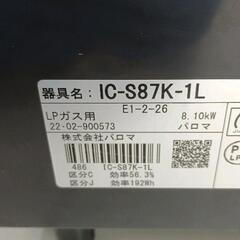 器具名：IC-S87K-1L
E1-2-26
LPガス用 8.10kW
22-02-900573 パロマ
株式会社パロマ
486 IC-S87K-1L
区分C 効率56.3%
区分J 効率192Wh